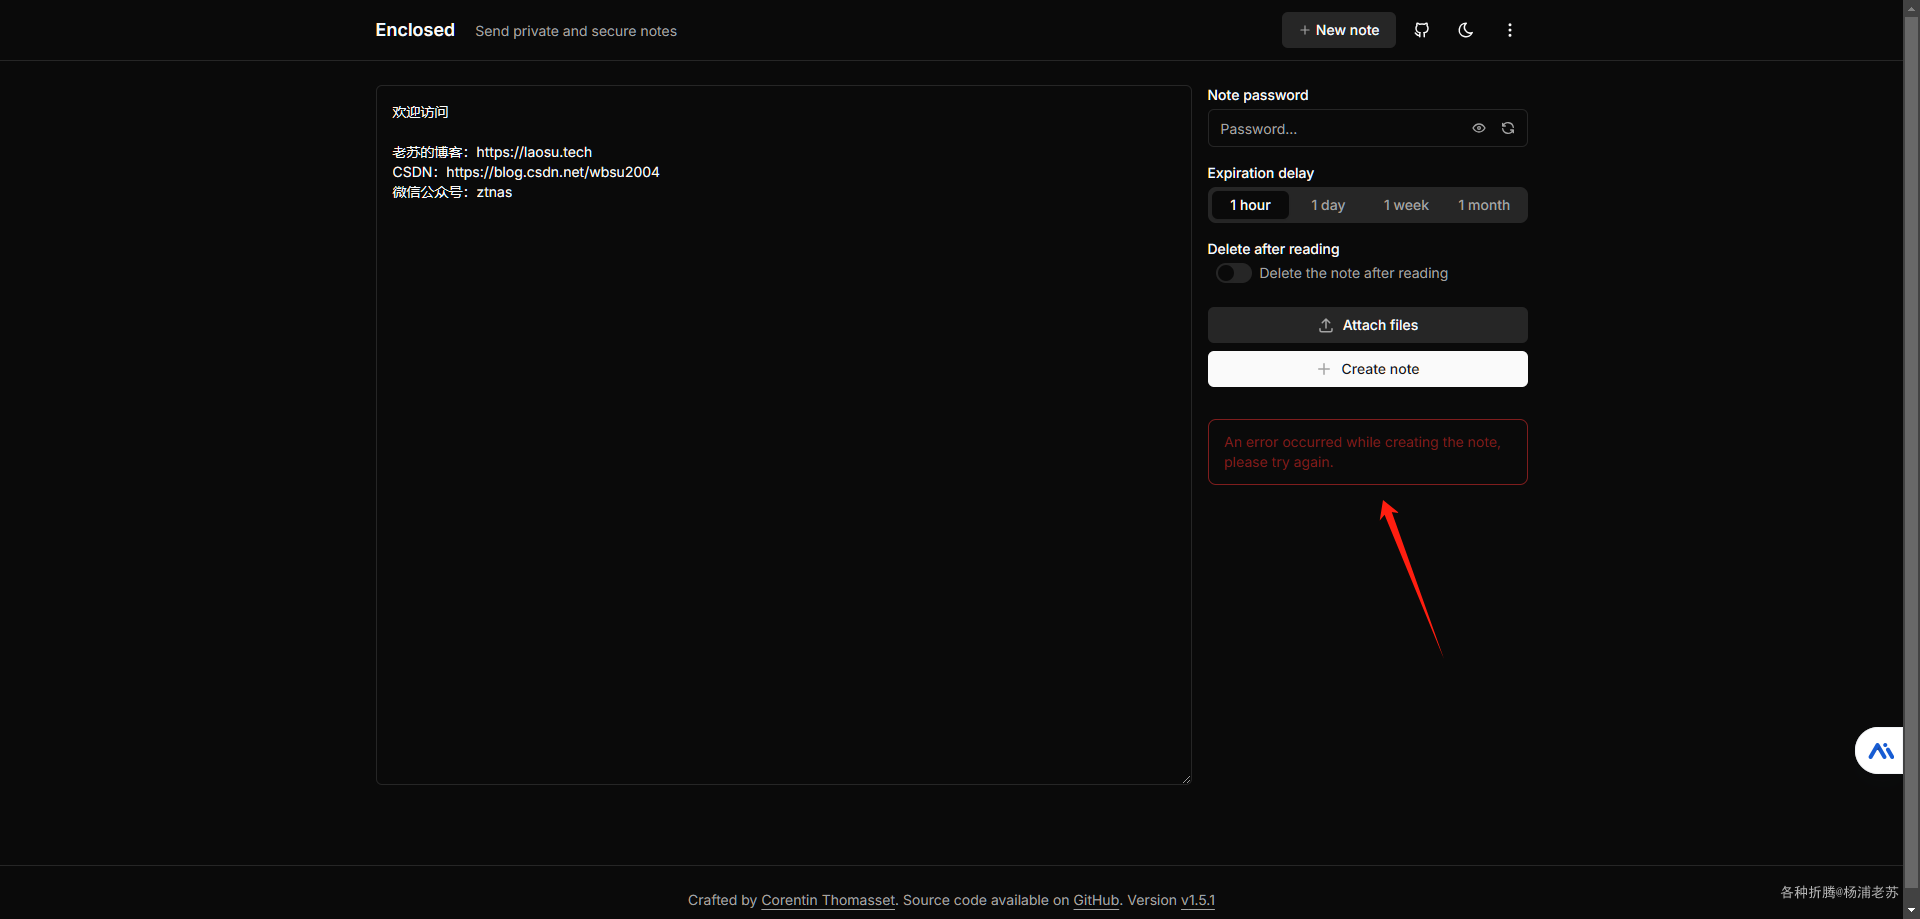 Enclosed
Send private and secure notes
New note
欢迎访问
老苏的博客：https://laosu.tech
CSDN：https://blog.csdn.net/wbsu2004
微信公众号：ztnas
Note password
Password...
Expiration delay
1 hour
1 day
1 week
1 month
Delete after reading
Delete the note after reading
Attach files
Create note
An error occurred while creating the note,
please try again.
Crafted by Corentin Thomasset. Source code available on GitHub. Version v1.5.1
各种折腾@杨浦老苏